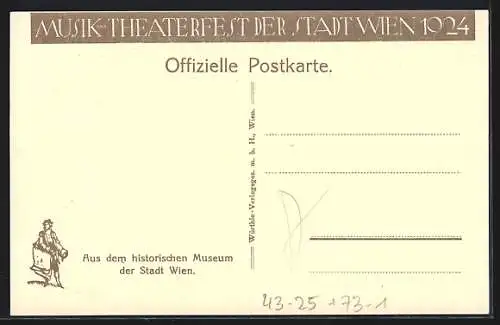 MUSIK-THEATERFEST DER STADT WIEN 1924
Offizielle Postkarte.
Würthle-Verlagsges. m. b. H., Wien.
Aus dem historischen Museum
der Stadt Wien.
43-25 +73-1